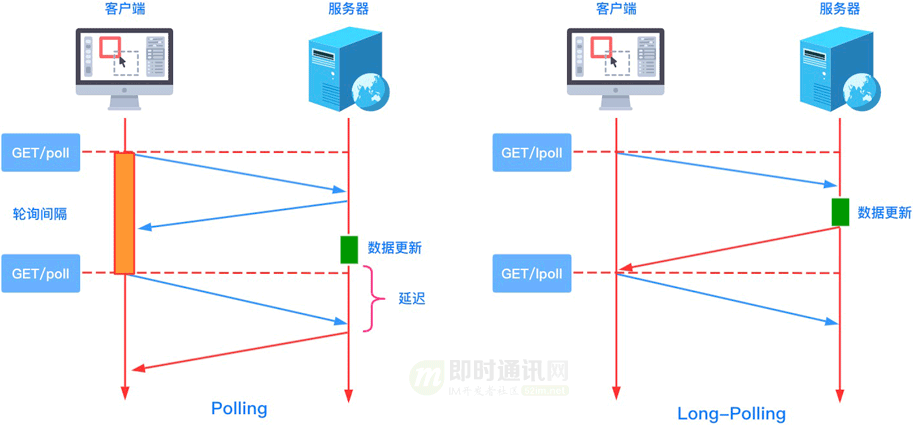 客户端
服务器
GET/poll
轮询间隔
数据更新
GET/poll
延迟
Polling
客户端
服务器
GET/lpoll
数据更新
GET/lpoll
Long-Polling
即时通讯网
IM开发者社区